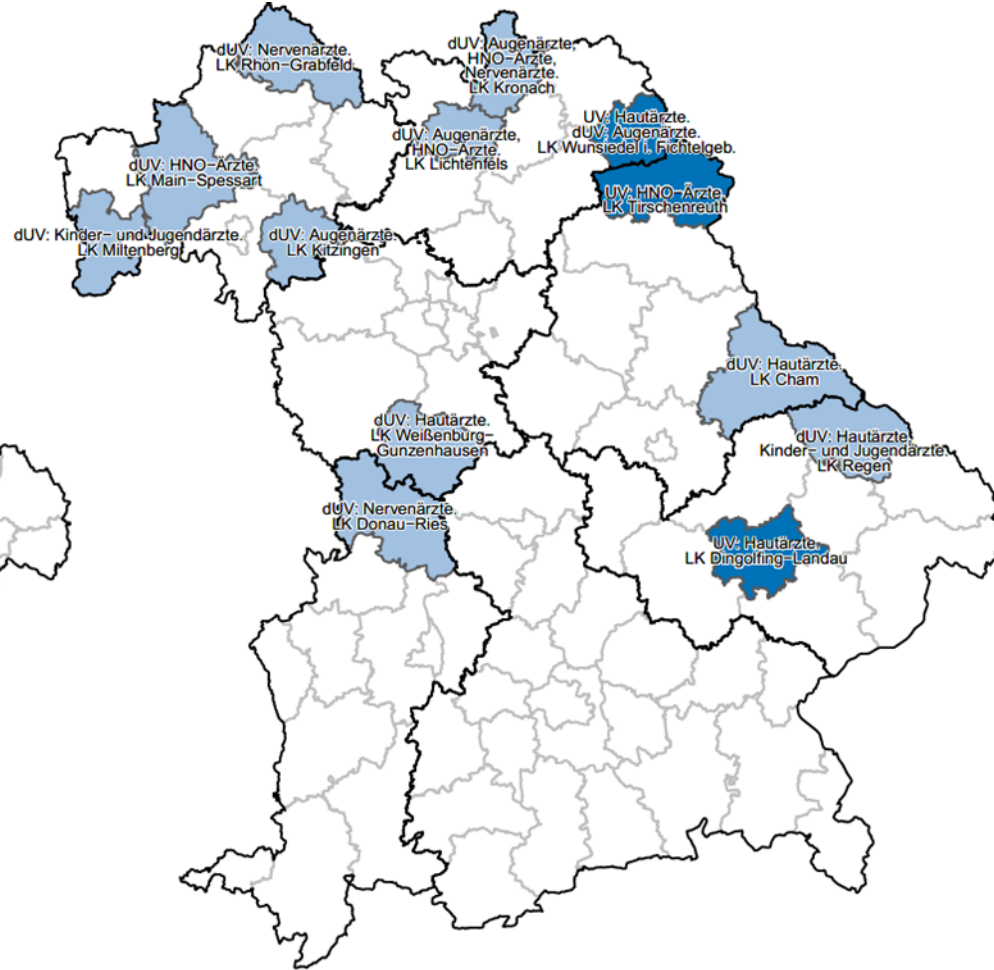 dUV: Nervenärzte.
LK Rhön−Grabfeld
dUV: Augenärzte,
HNO−Ärzte,
Nervenärzte.
LK Kronach
UV: Hautärzte.
dUV: Augenärzte.
LK Wunsiedel i. Fichtelgeb.
dUV: Augenärzte,
HNO−Ärzte.
LK Lichtenfels
dUV: HNO−Ärzte.
LK Main−Spessart
UV: HNO−Ärzte.
LK Tirschenreuth
dUV: Kinder− und Jugendärzte.
LK Miltenberg
dUV: Augenärzte.
LK Kitzingen
dUV: Hautärzte.
LK Cham
dUV: Hautärzte.
LK Weißenburg−
Gunzenhausen
dUV: Hautärzte,
Kinder− und Jugendärzte.
LK Regen
dUV: Nervenärzte.
LK Donau−Ries
UV: Hautärzte.
LK Dingolfing−Landau